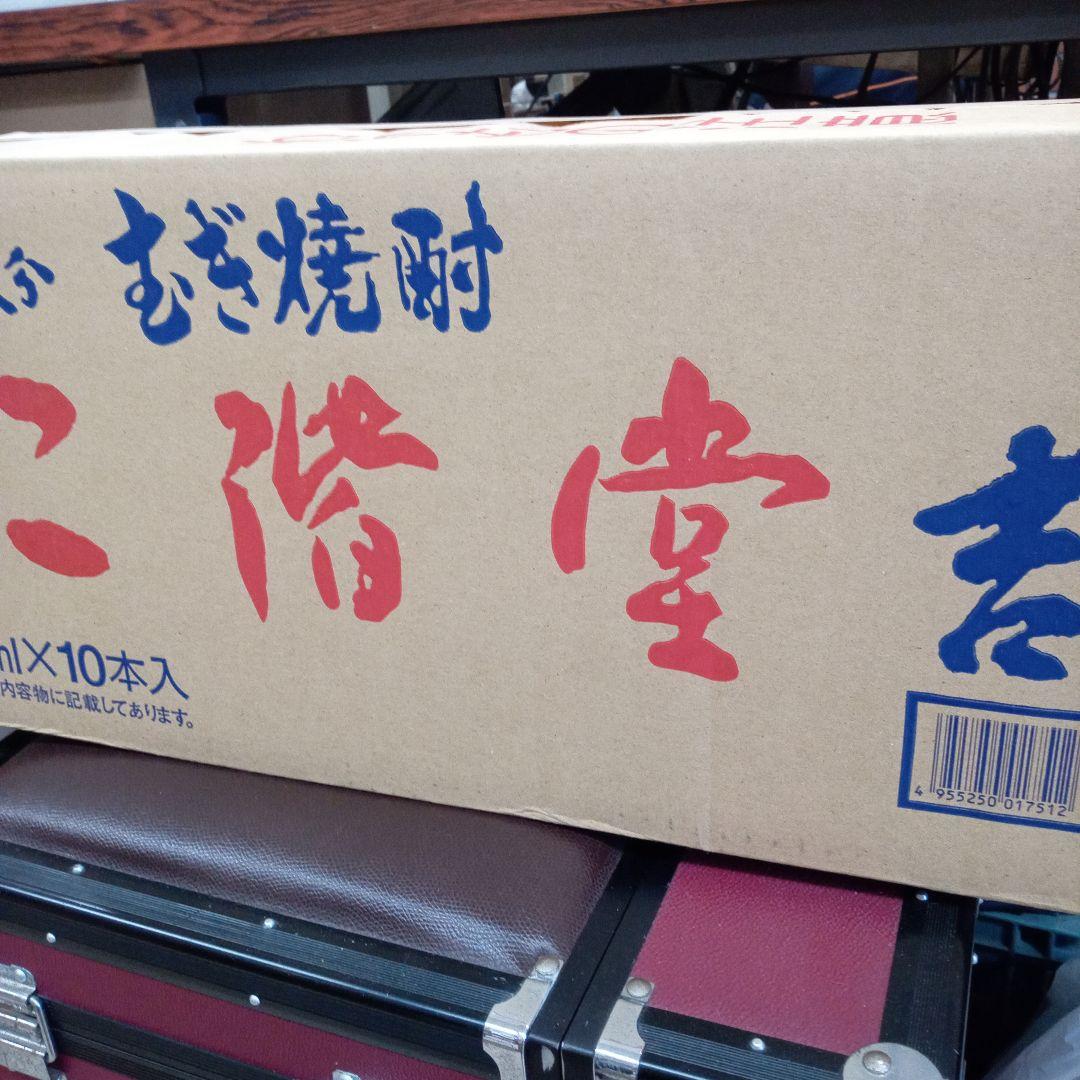 分 むぎ焼酎
二階堂 吉
ml×10本入
内容物に記載してあります。
4 955250 017512